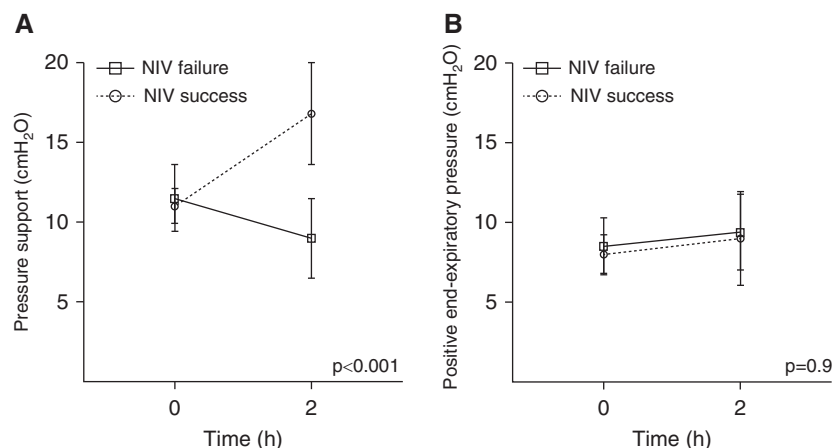 A
Pressure support (cmH₂O)
20
15
10
5
NIV failure
NIV success
p<0.001
0
2
Time (h)
B
Positive end-expiratory pressure (cmH₂O)
20
15
10
5
NIV failure
NIV success
p=0.9
0
2
Time (h)